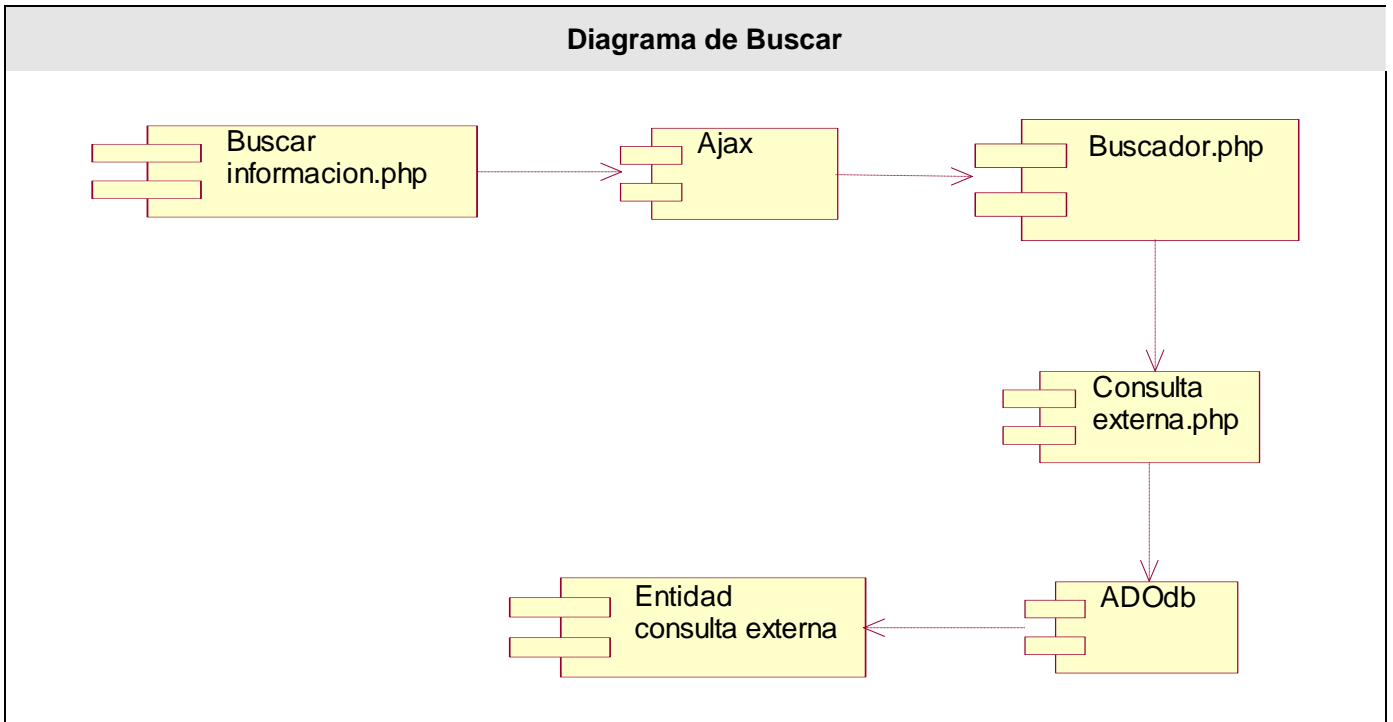 Diagrama de Buscar
Buscar
informacion.php
Ajax
Buscador.php
Consulta
externa.php
ADOdb
Entidad
consulta externa